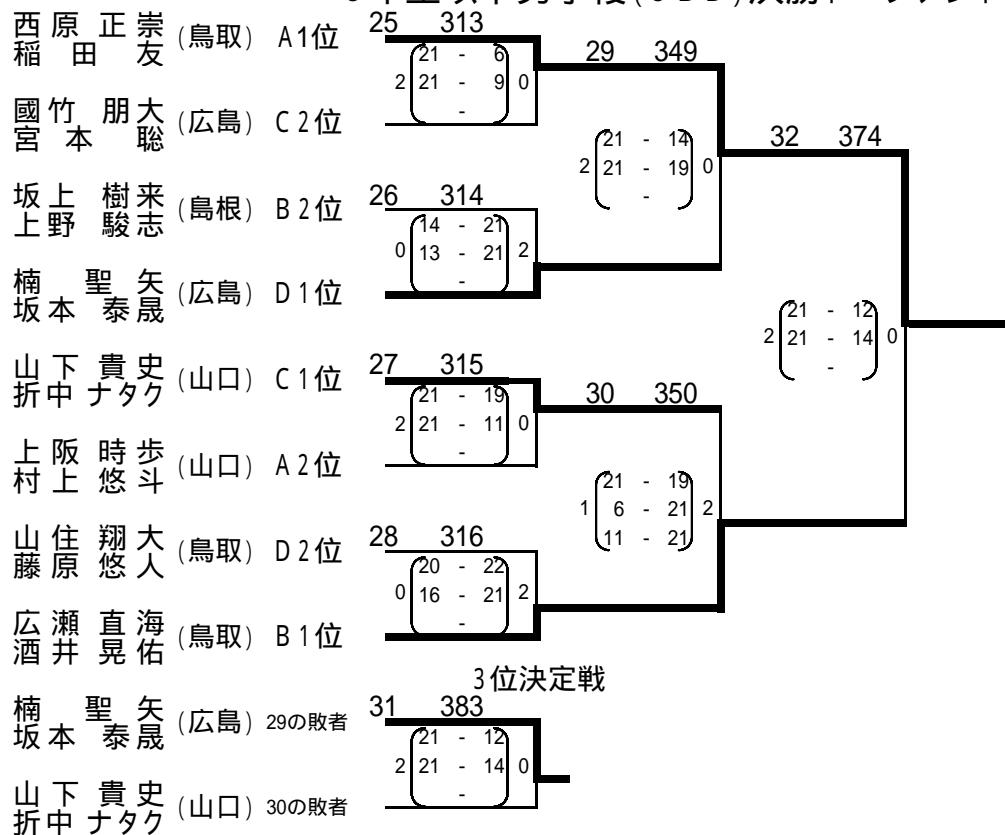 25 313
西原 正崇 (鳥取) A1位
稲田 友
21 - 6
2 21 - 9 0
-
29 349
國竹 朋大 (広島) C2位
宮本 聡
21 - 14
2 21 - 19 0
-
32 374
坂上 樹来 (島根) B2位
上野 駿志
26 314
14 - 21
0 13 - 21 2
-
楠 聖矢 (広島) D1位
坂本 泰晟
21 - 12
2 21 - 14 0
-
山下 貴史 (山口) C1位
折中 ナタク
27 315
21 - 19
2 21 - 11 0
-
30 350
上阪 時歩 (山口) A2位
村上 悠斗
21 - 19
1 6 - 21 2
11 - 21
山住 翔大 (鳥取) D2位
藤原 悠人
28 316
20 - 22
0 16 - 21 2
-
広瀬 直海 (鳥取) B1位
酒井 晃佑
3位決定戦
楠 聖矢 (広島) 29の敗者
坂本 泰晟
31 383
21 - 12
2 21 - 14 0
-
山下 貴史 (山口) 30の敗者
折中 ナタク